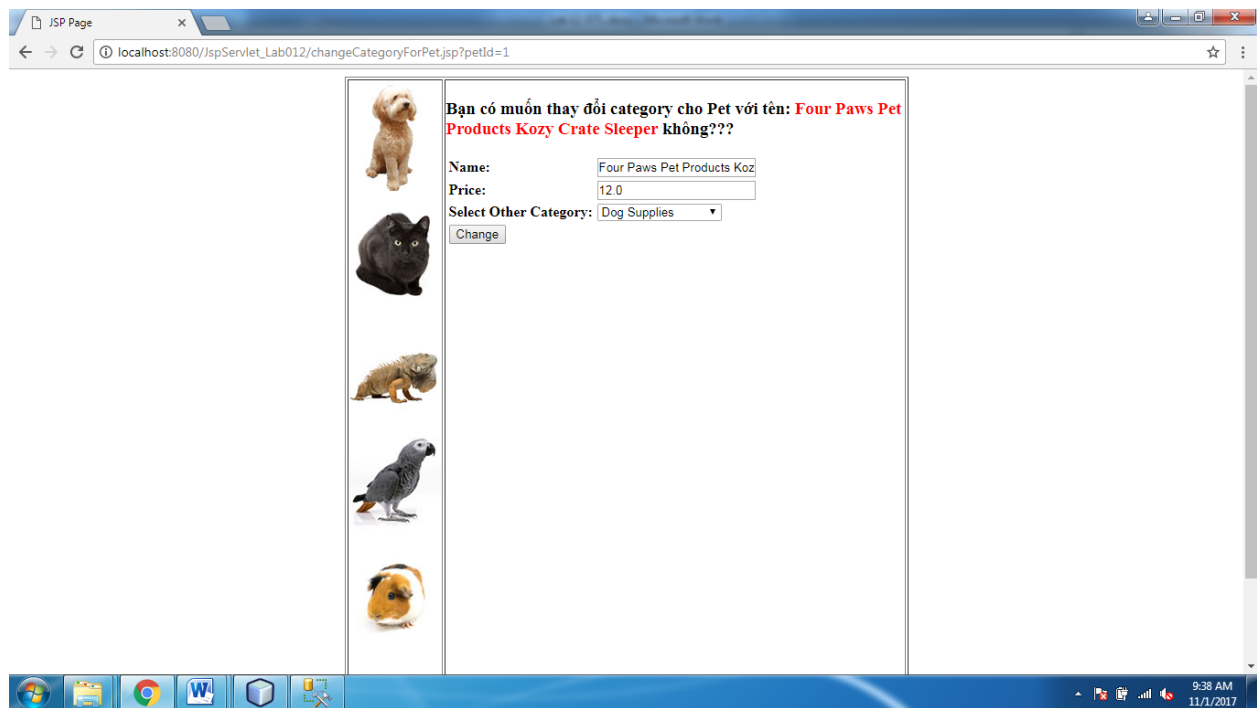 JSP Page
localhost:8080/JspServlet_Lab012/changeCategoryForPet.jsp?petId=1
Bạn có muốn thay đổi category cho Pet với tên: Four Paws Pet
Products Kozy Crate Sleeper không???
Name: Four Paws Pet Products Koz
Price: 12.0
Select Other Category: Dog Supplies
Change
9:38 AM
11/1/2017